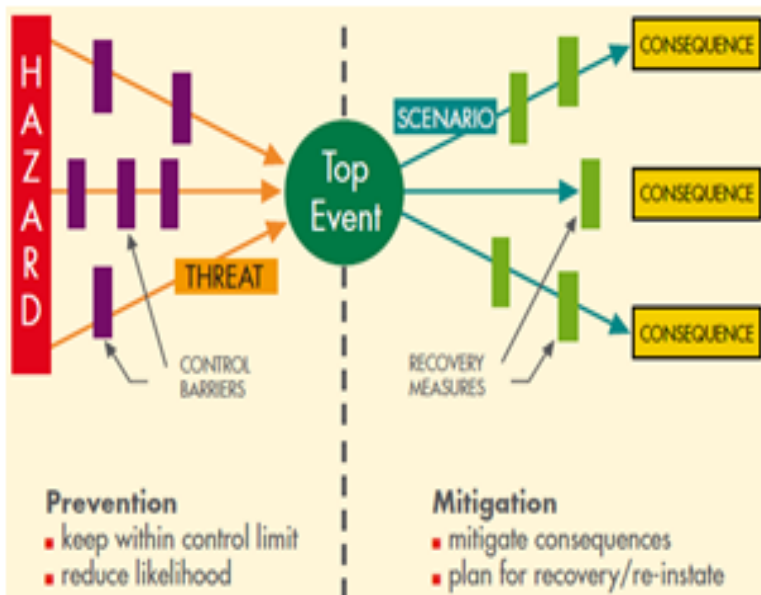 HAZARD
CONSEQUENCE
SCENARIO
Top
Event
CONSEQUENCE
THREAT
CONSEQUENCE
CONTROL
BARRIERS
RECOVERY
MEASURES
Prevention
keep within control limit
reduce likelihood
Mitigation
mitigate consequences
plan for recovery/re-instate